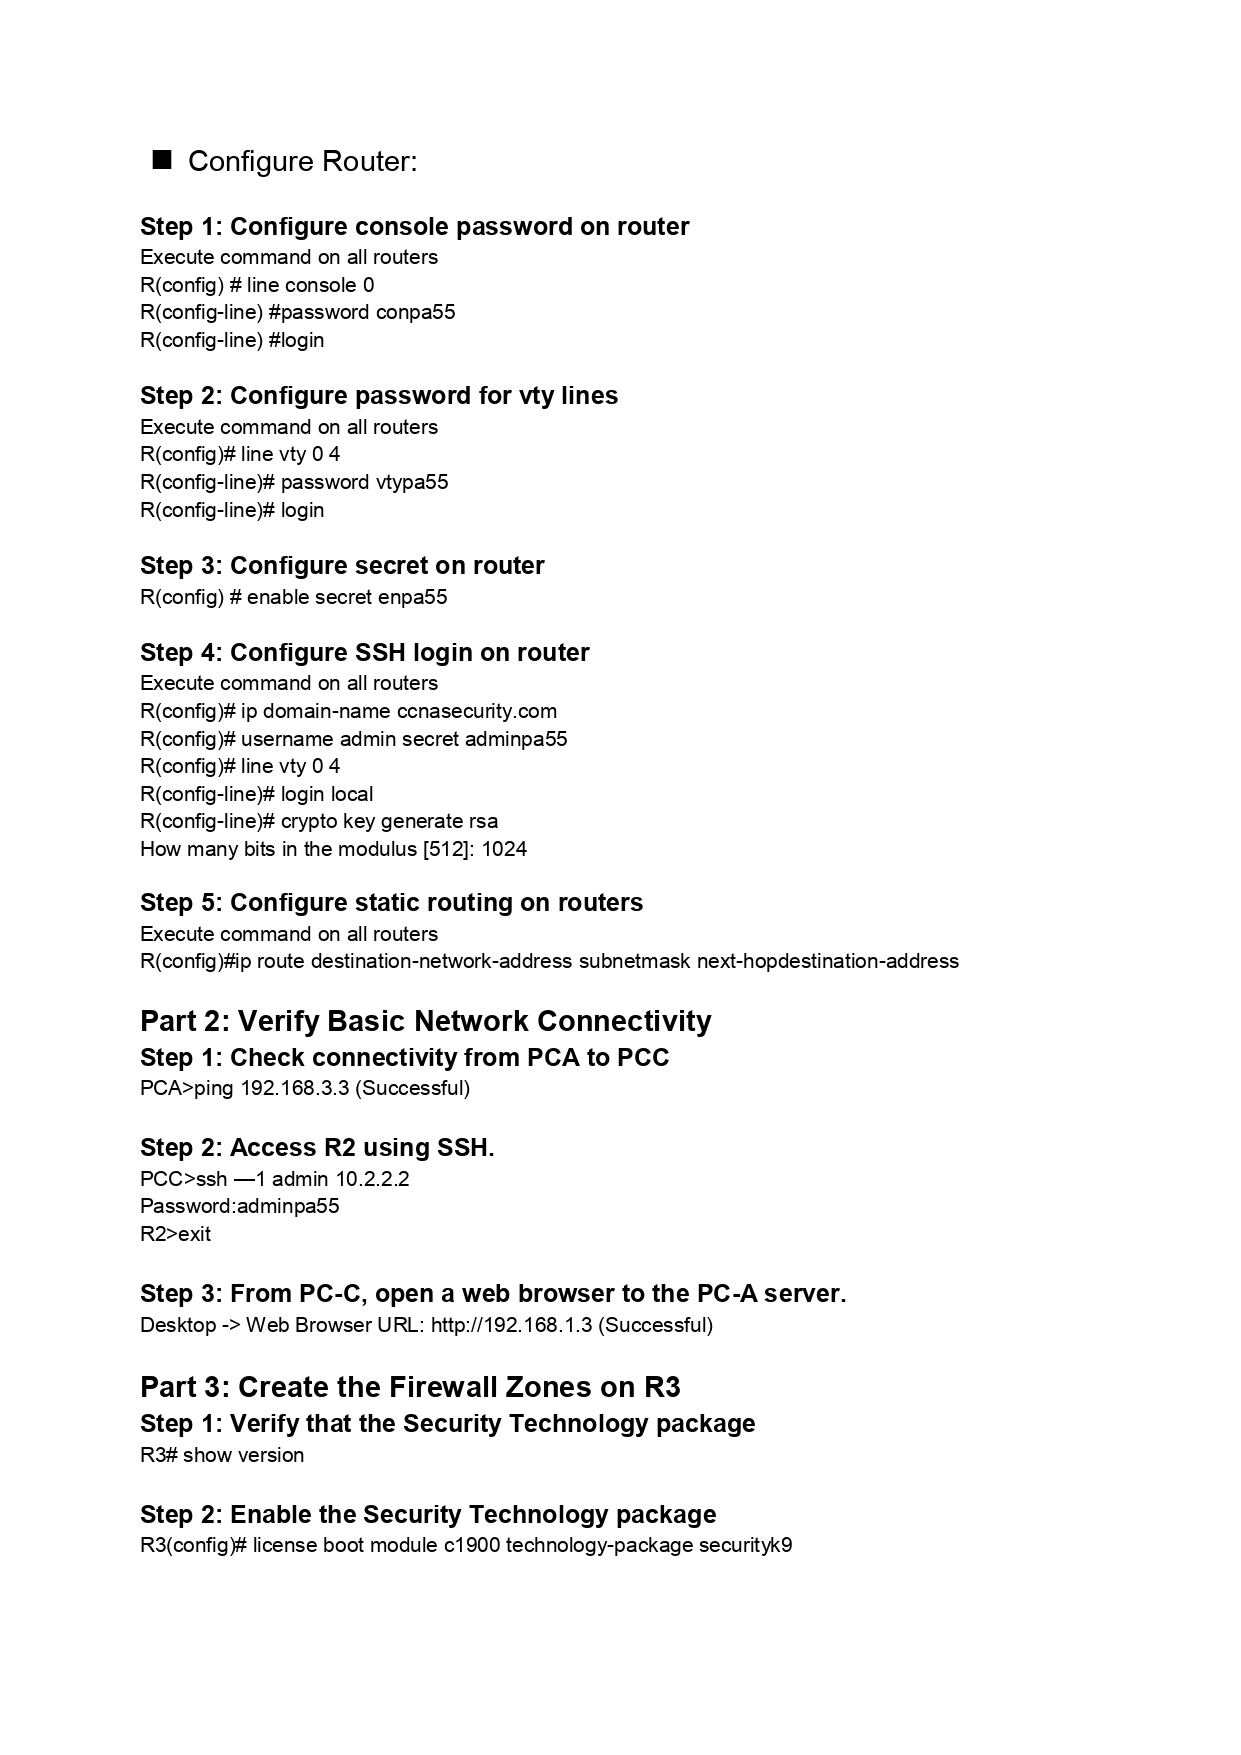 ■ Configure Router:
Step 1: Configure console password on router
Execute command on all routers
R(config) # line console 0
R(config-line) #password conpa55
R(config-line) #login
Step 2: Configure password for vty lines
Execute command on all routers
R(config)# line vty 0 4
R(config-line)# password vtypa55
R(config-line)# login
Step 3: Configure secret on router
R(config) # enable secret enpa55
Step 4: Configure SSH login on router
Execute command on all routers
R(config)# ip domain-name ccnasecurity.com
R(config)# username admin secret adminpa55
R(config)# line vty 0 4
R(config-line)# login local
R(config-line)# crypto key generate rsa
How many bits in the modulus [512]: 1024
Step 5: Configure static routing on routers
Execute command on all routers
R(config)#ip route destination-network-address subnetmask next-hopdestination-address
Part 2: Verify Basic Network Connectivity
Step 1: Check connectivity from PCA to PCC
PCA>ping 192.168.3.3 (Successful)
Step 2: Access R2 using SSH.
PCC>ssh —1 admin 10.2.2.2
Password:adminpa55
R2>exit
Step 3: From PC-C, open a web browser to the PC-A server.
Desktop -> Web Browser URL: http://192.168.1.3 (Successful)
Part 3: Create the Firewall Zones on R3
Step 1: Verify that the Security Technology package
R3# show version
Step 2: Enable the Security Technology package
R3(config)# license boot module c1900 technology-package securityk9